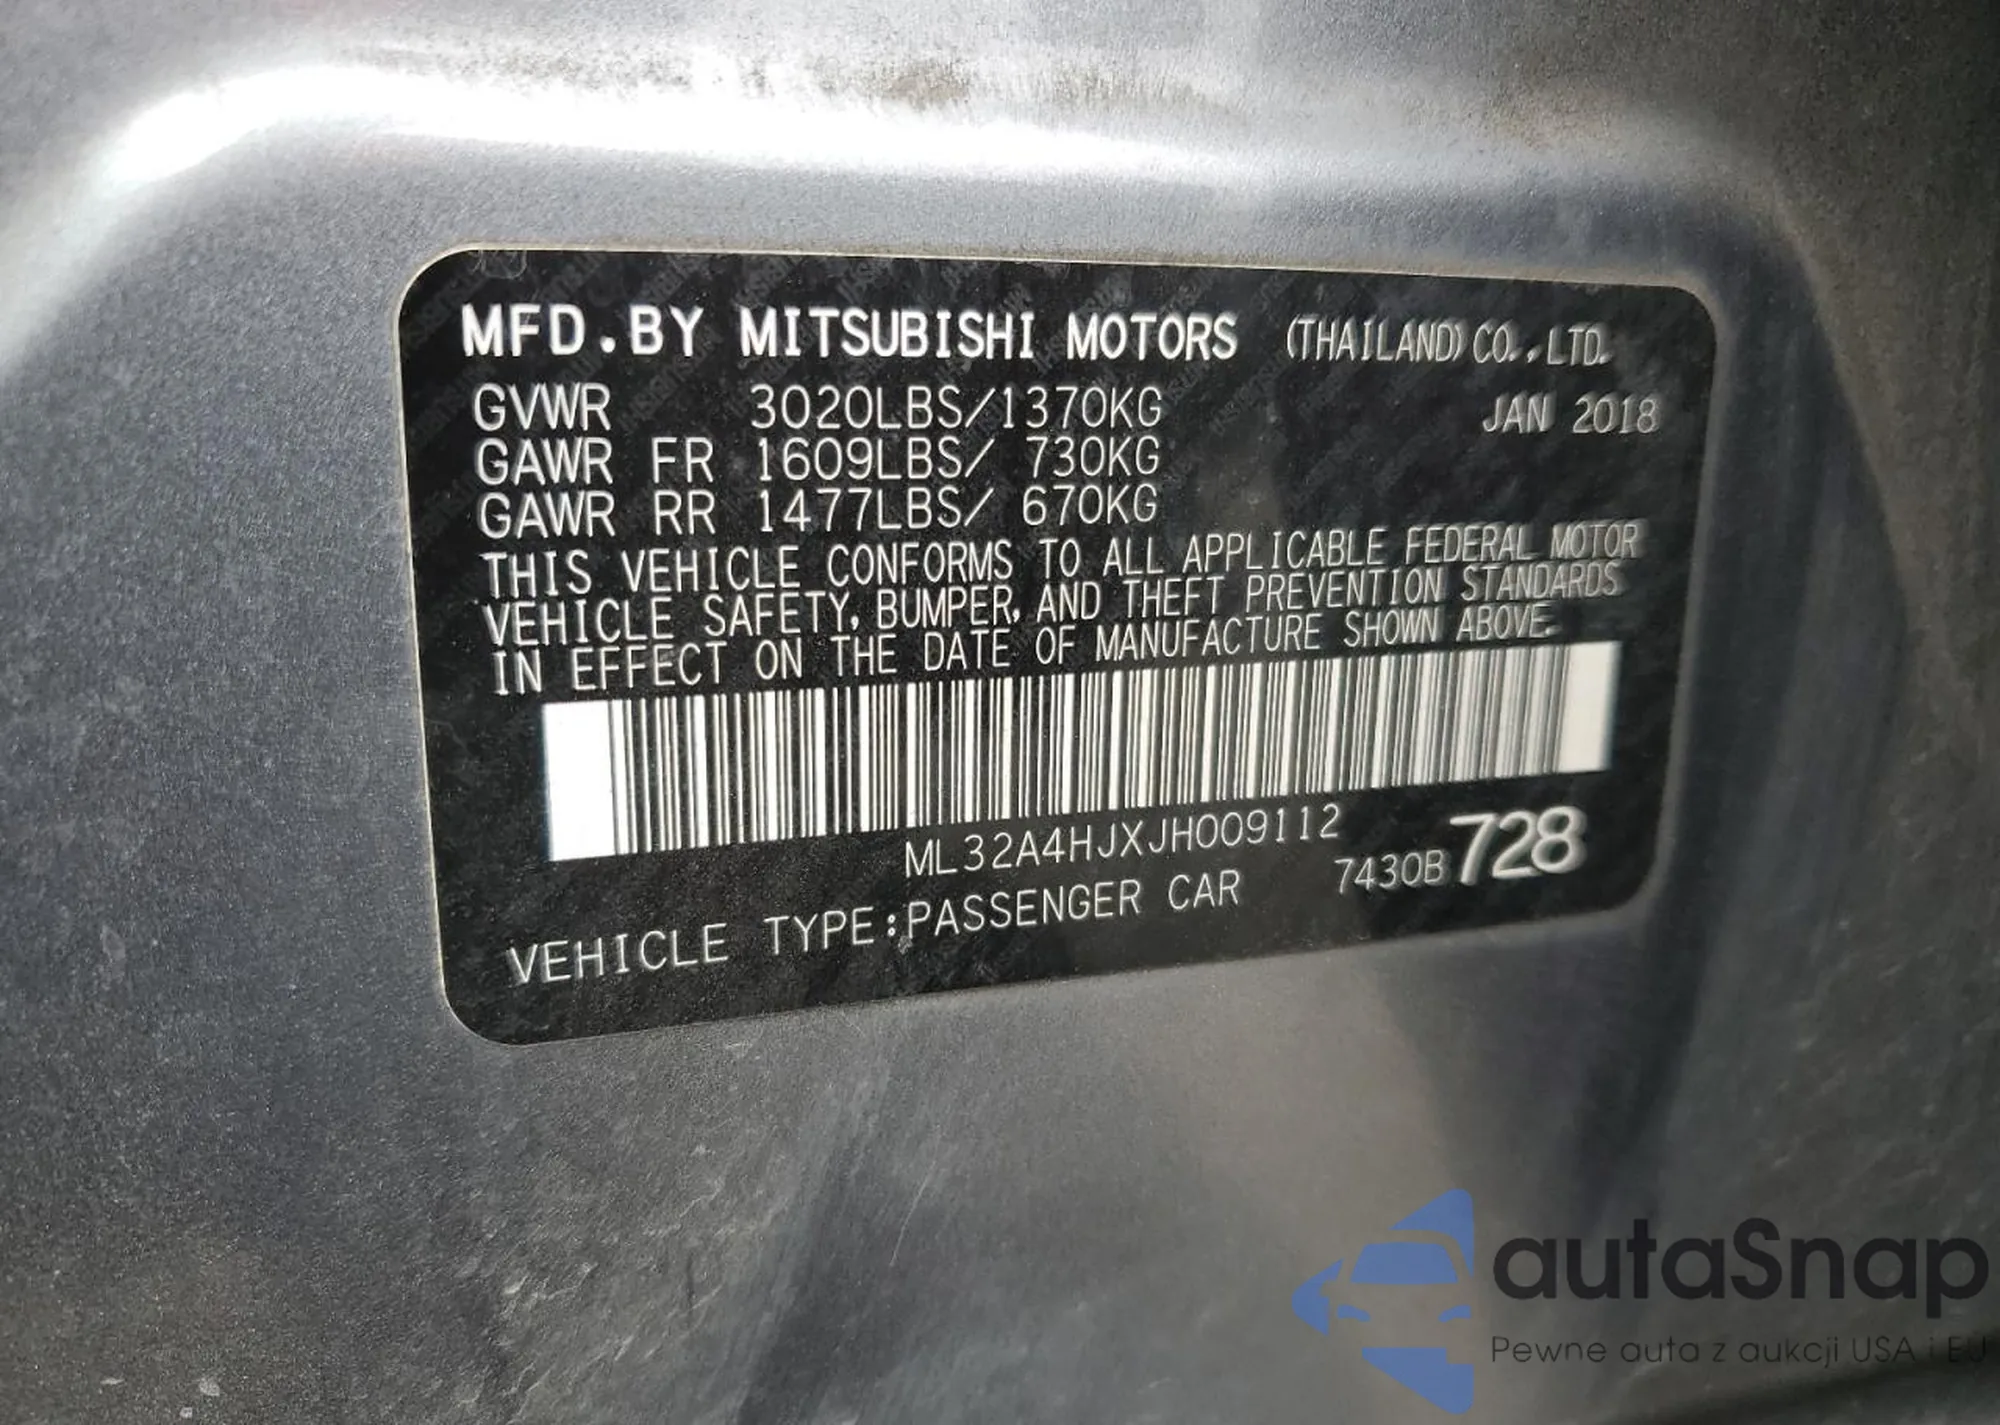 MFD.BY MITSUBISHI MOTORS (THAILAND) CO.,LTD.
GVWR 3020LBS/1370KG JAN 2018
GAWR FR 1609LBS/ 730KG
GAWR RR 1477LBS/ 670KG
THIS VEHICLE CONFORMS TO ALL APPLICABLE FEDERAL MOTOR
VEHICLE SAFETY, BUMPER, AND THEFT PREVENTION STANDARDS
IN EFFECT ON THE DATE OF MANUFACTURE SHOWN ABOVE.
ML32A4HJXJH009112
VEHICLE TYPE:PASSENGER CAR 7430B 728
autaSnap
Pewne auta z aukcji USA i EU